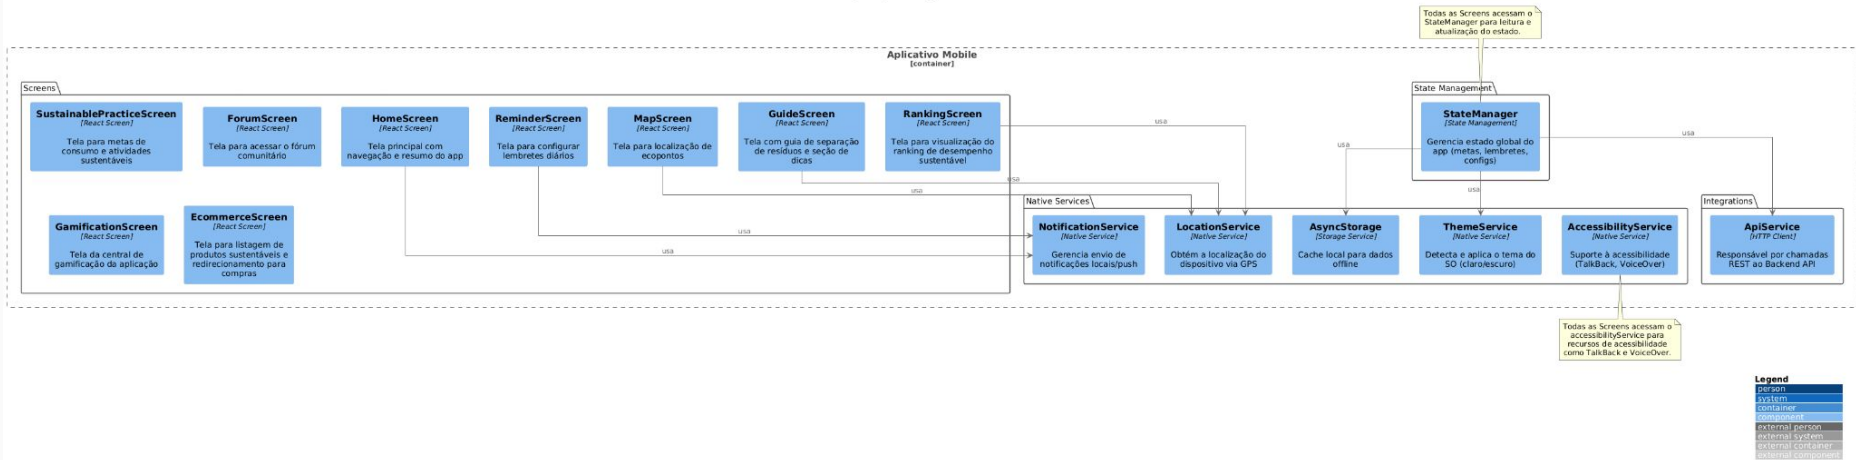 Todas as Screens acessam o
StateManager para leitura e
atualização do estado.
Aplicativo Mobile
[container]
Screens
SustainablePracticeScreen
[React Screen]
Tela para metas de
consumo e atividades
sustentáveis
ForumScreen
[React Screen]
Tela para acessar o fórum
comunitário
HomeScreen
[React Screen]
Tela principal com
navegação e resumo do app
ReminderScreen
[React Screen]
Tela para configurar
lembretes diários
MapScreen
[React Screen]
Tela para localização de
ecopontos
GuideScreen
[React Screen]
Tela com guia de separação
de resíduos e seção de
dicas
RankingScreen
[React Screen]
Tela para visualização do
ranking de desempenho
sustentável
GamificationScreen
[React Screen]
Tela da central de
gamificação da aplicação
EcommerceScreen
[React Screen]
Tela para listagem de
produtos sustentáveis e
redirecionamento para
compras
State Management
StateManager
[State Management]
Gerencia estado global do
app (metas, lembretes,
configs)
usa
usa
usa
usa
usa
usa
usa
usa
Native Services
NotificationService
[Native Service]
Gerencia envio de
notificações locais/push
LocationService
[Native Service]
Obtém a localização do
dispositivo via GPS
AsyncStorage
[Storage Service]
Cache local para dados
offline
ThemeService
[Native Service]
Detecta e aplica o tema do
SO (claro/escuro)
AccessibilityService
[Native Service]
Suporte à acessibilidade
(TalkBack, VoiceOver)
Integrations
ApiService
[HTTP Client]
Responsável por chamadas
REST ao Backend API
Todas as Screens acessam o
accessibilityService para
recursos de acessibilidade
como TalkBack e VoiceOver.
Legend
person
system
container
component
external person
external system
external container
external component